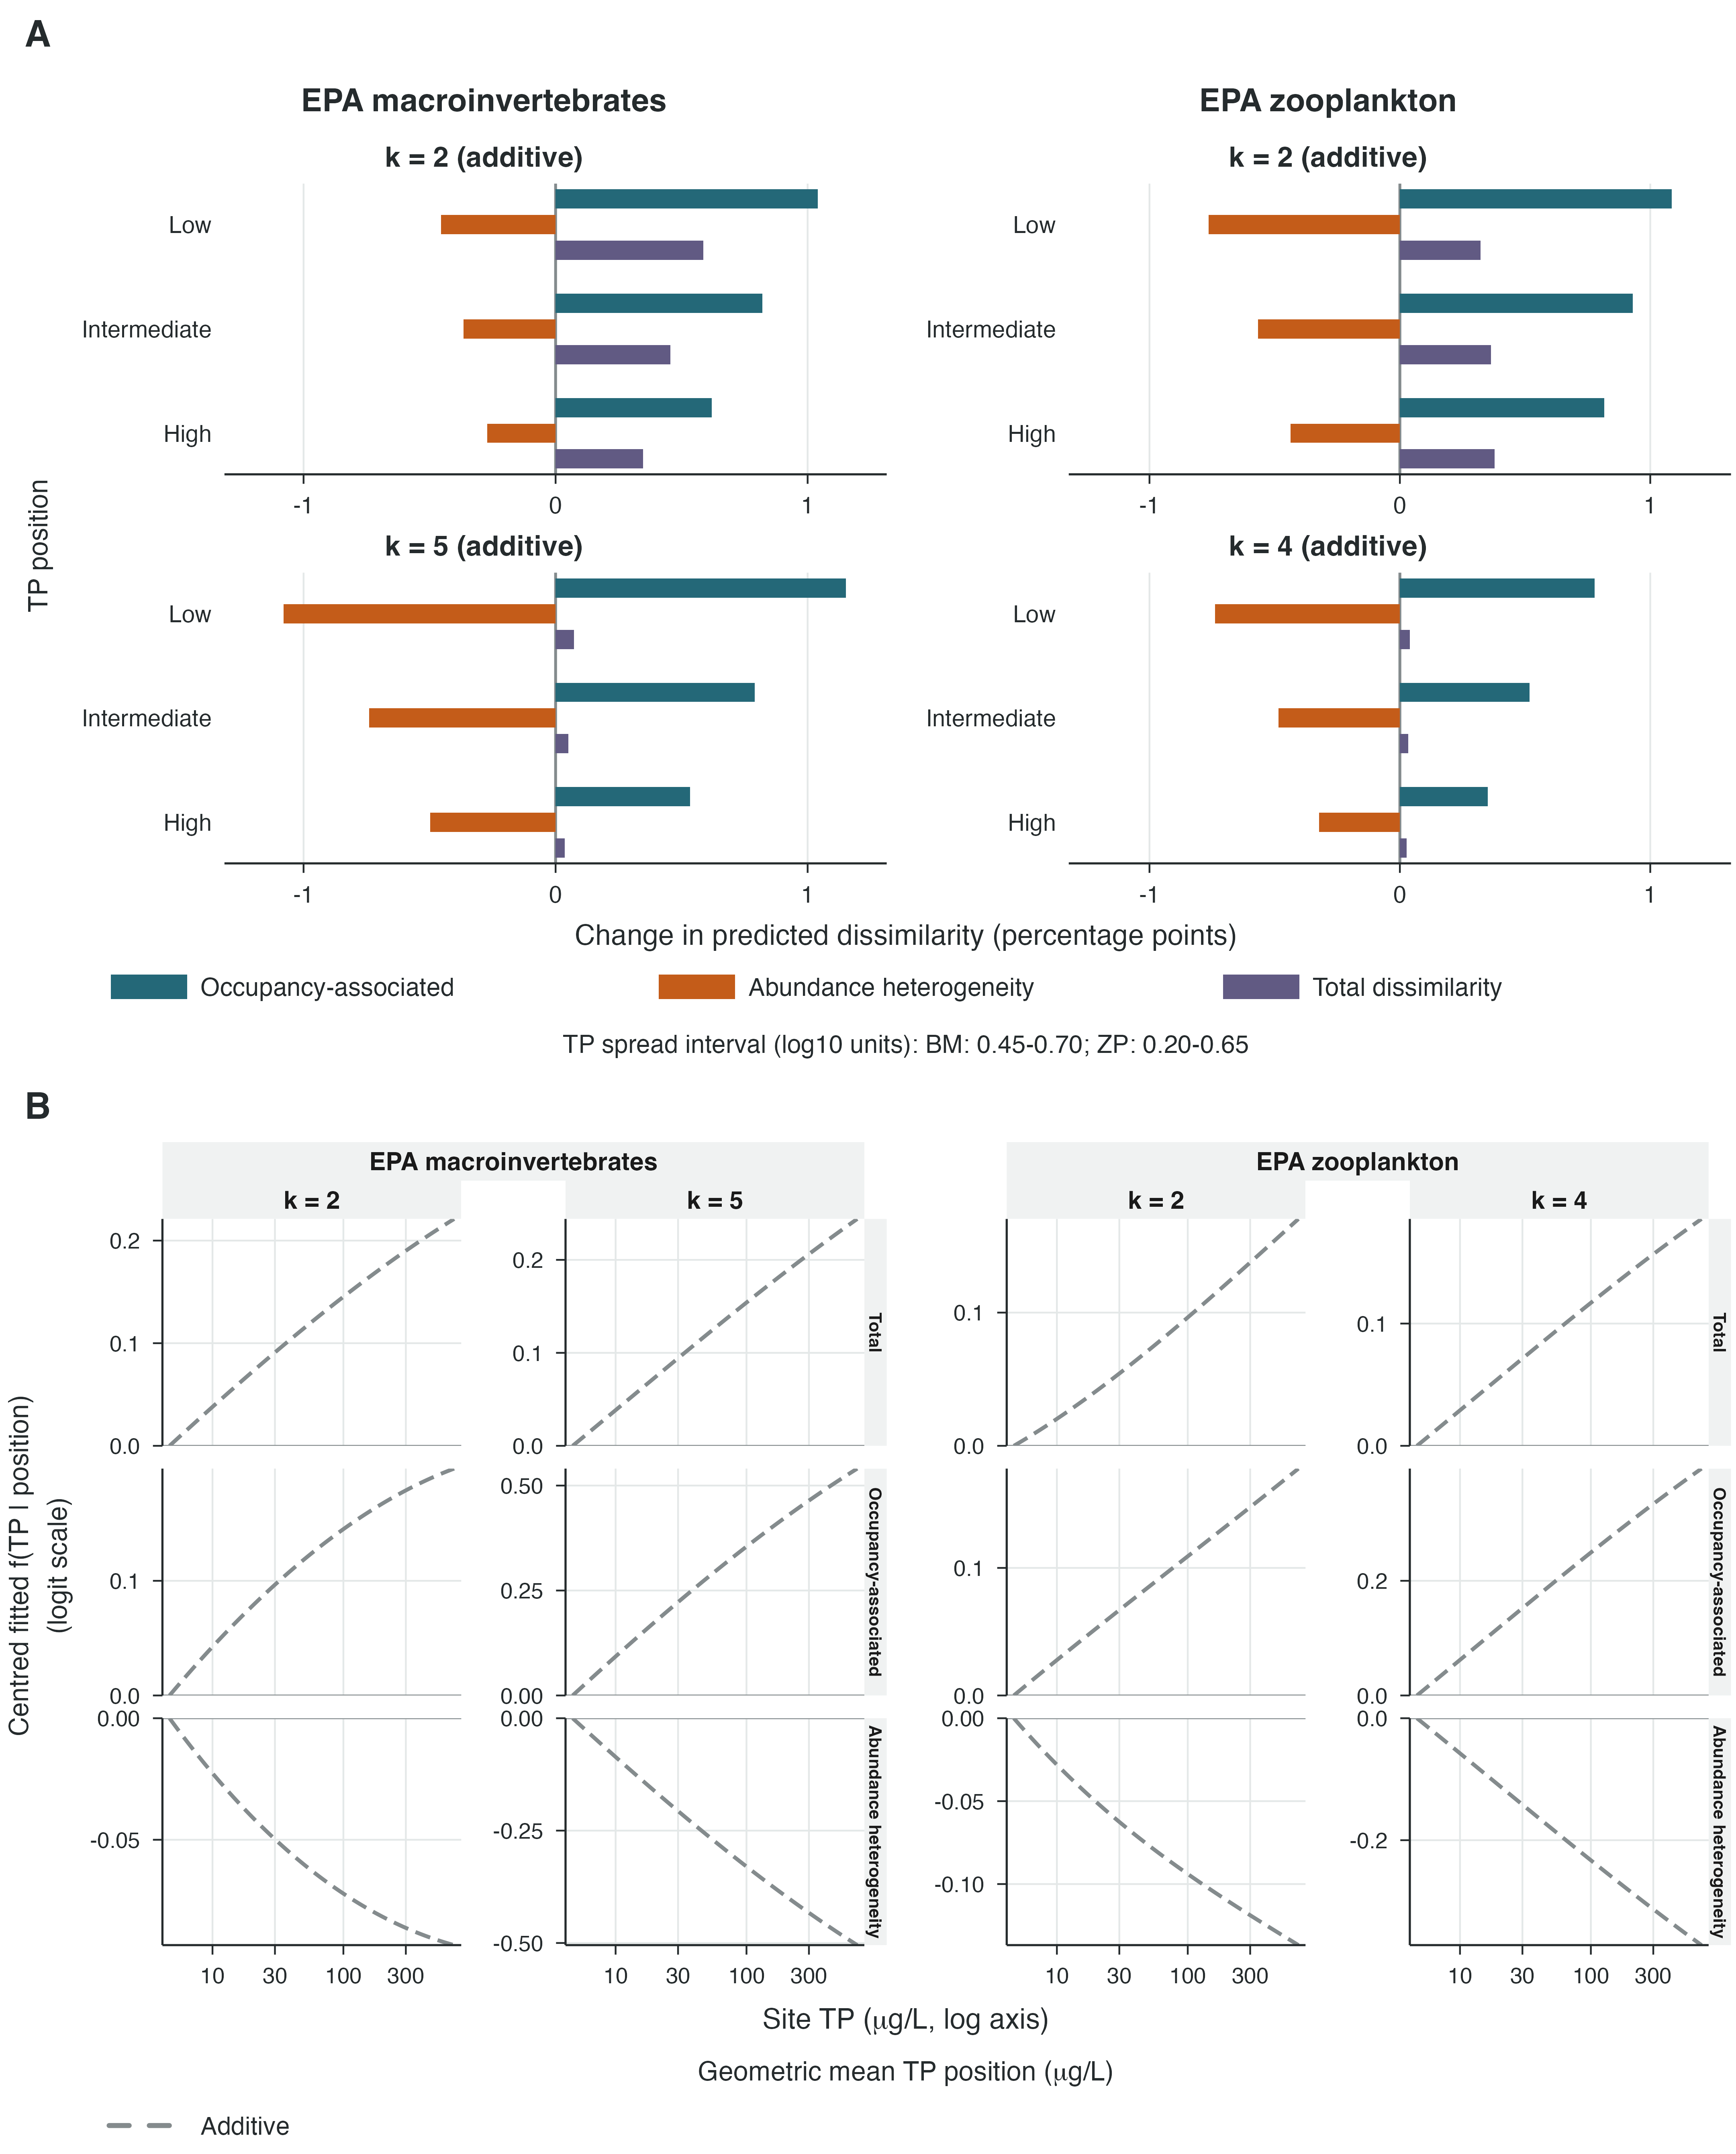 A
EPA macroinvertebrates
EPA zooplankton
k = 2 (additive)
k = 2 (additive)
Low
Intermediate
High
-1 0 1
Low
Intermediate
High
-1 0 1
TP position
k = 5 (additive)
k = 4 (additive)
Low
Intermediate
High
-1 0 1
Low
Intermediate
High
-1 0 1
Change in predicted dissimilarity (percentage points)
Occupancy-associated
Abundance heterogeneity
Total dissimilarity
TP spread interval (log10 units): BM: 0.45-0.70; ZP: 0.20-0.65
B
EPA macroinvertebrates
EPA zooplankton
k = 2
k = 5
k = 2
k = 4
0.2
0.1
0.0
0.2
0.1
0.0
Total
0.1
0.0
0.1
0.0
Total
Centred fitted f(TP | position)
(logit scale)
0.1
0.0
0.50
0.25
0.00
Occupancy-associated
0.1
0.0
0.2
0.0
Occupancy-associated
0.00
-0.05
0.00
-0.25
-0.50
Abundance heterogeneity
0.00
-0.05
-0.10
0.0
-0.2
Abundance heterogeneity
10 30 100 300
10 30 100 300
10 30 100 300
10 30 100 300
Site TP (μg/L, log axis)
Geometric mean TP position (μg/L)
Additive